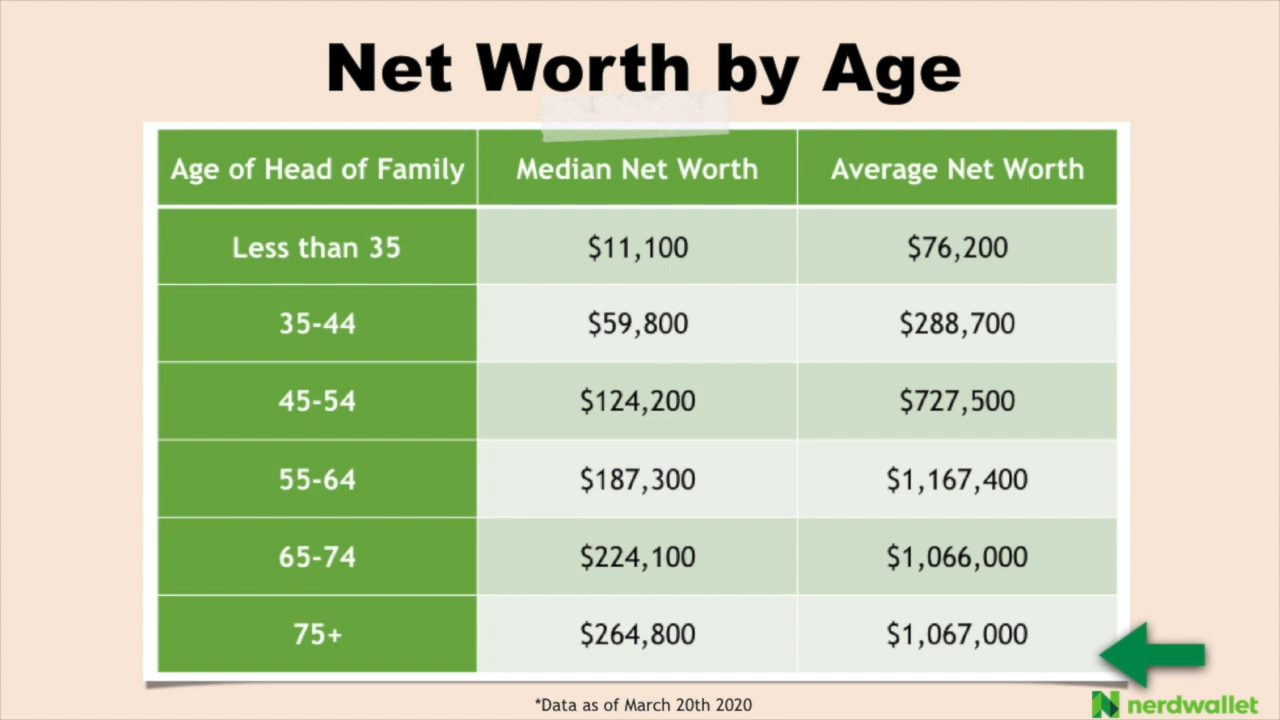 Net Worth by Age
Age of Head of Family Median Net Worth Average Net Worth
Less than 35 $11,100 $76,200
35-44 $59,800 $288,700
45-54 $124,200 $727,500
55-64 $187,300 $1,167,400
65-74 $224,100 $1,066,000
75+ $264,800 $1,067,000
*Data as of March 20th 2020
nerdwallet